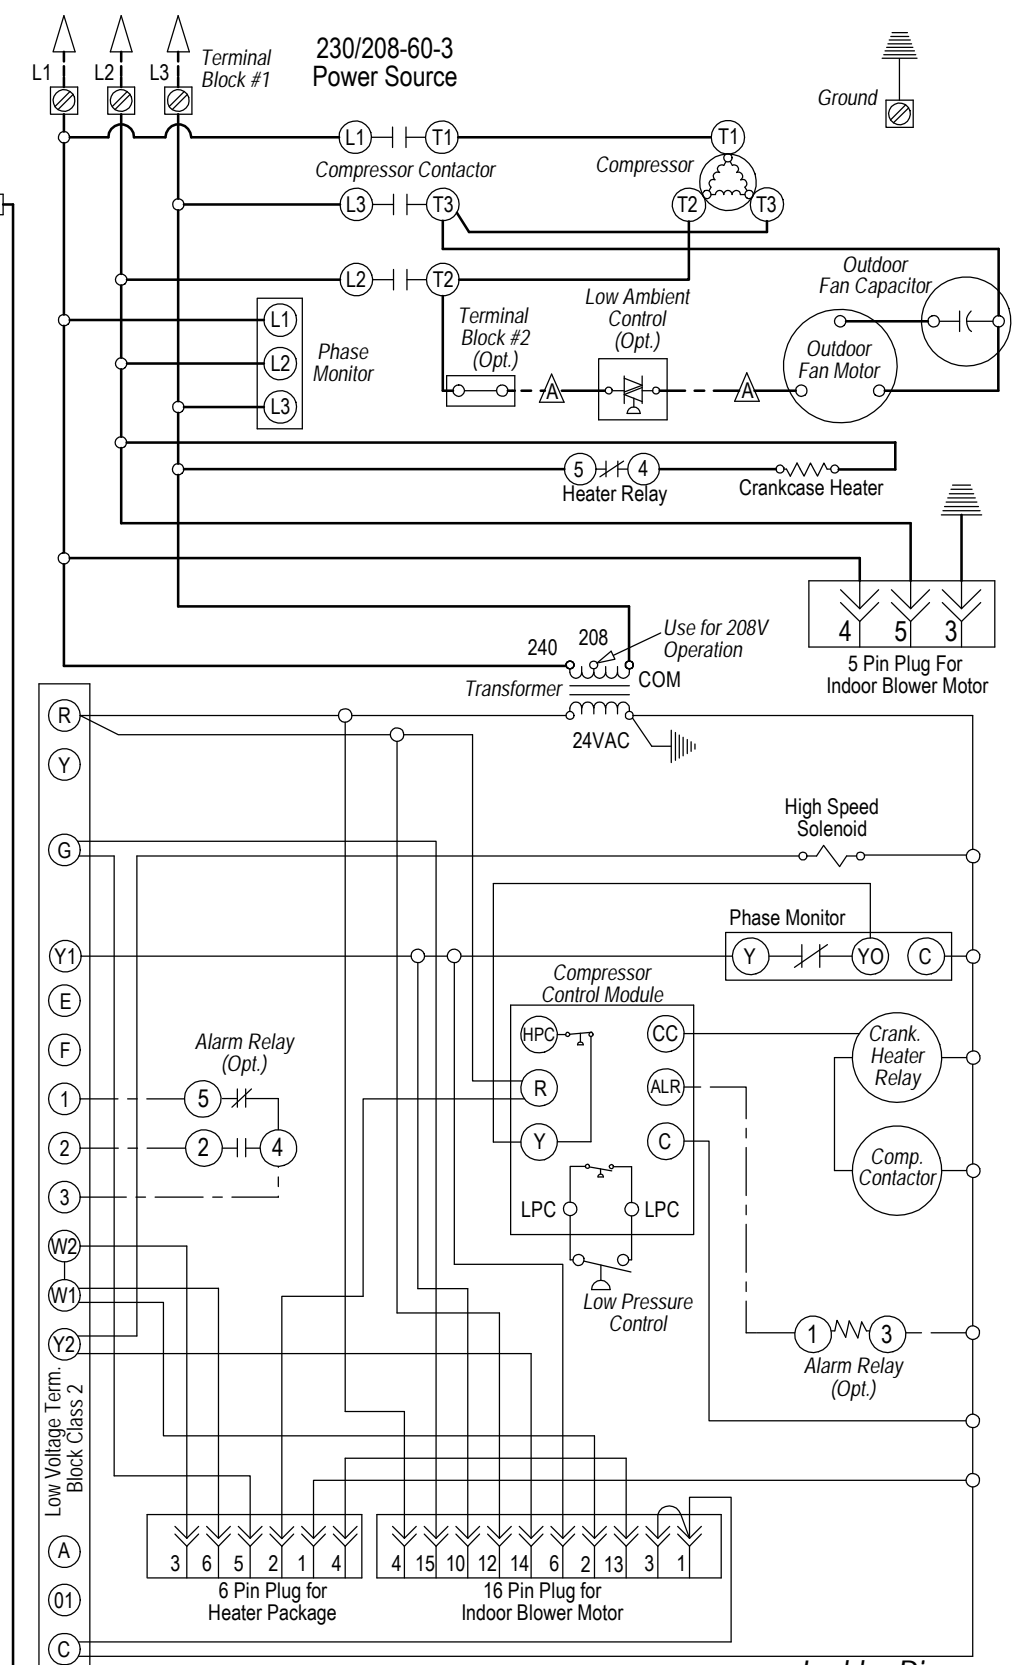 230/208-60-3
Power Source
Terminal
Block #1
L1
L2
L3
Ground
L1
T1
T1
Compressor Contactor
Compressor
L3
T3
T2
T3
L2
T2
Outdoor
Fan Capacitor
Low Ambient
Control
(Opt.)
Terminal
Block #2
(Opt.)
L1
L2
L3
Phase
Monitor
Outdoor
Fan Motor
A
A
5
4
Heater Relay
Crankcase Heater
4
5
3
5 Pin Plug For
Indoor Blower Motor
240
208
Use for 208V
Operation
COM
Transformer
24VAC
R
Y
G
High Speed
Solenoid
Phase Monitor
Y1
Y
YO
C
E
Compressor
Control Module
HPC
CC
Crank.
Heater
Relay
F
Alarm Relay
(Opt.)
R
ALR
1
5
2
2
4
Y
C
Comp.
Contactor
3
LPC
LPC
W2
W1
Low Pressure
Control
Y2
1
3
Alarm Relay
(Opt.)
Low Voltage Term.
Block Class 2
3
6
5
2
1
4
6 Pin Plug for
Heater Package
4
15
10
12
14
6
2
13
3
1
16 Pin Plug for
Indoor Blower Motor
A
01
C